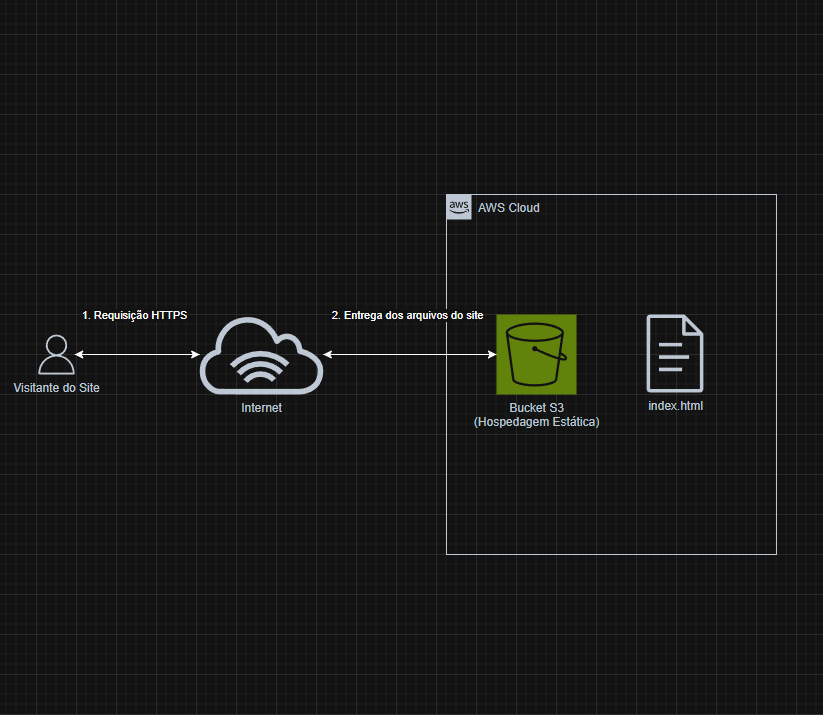 aws
AWS Cloud
1. Requisição HTTPS
2. Entrega dos arquivos do site
Visitante do Site
Internet
Bucket S3
(Hospedagem Estática)
index.html